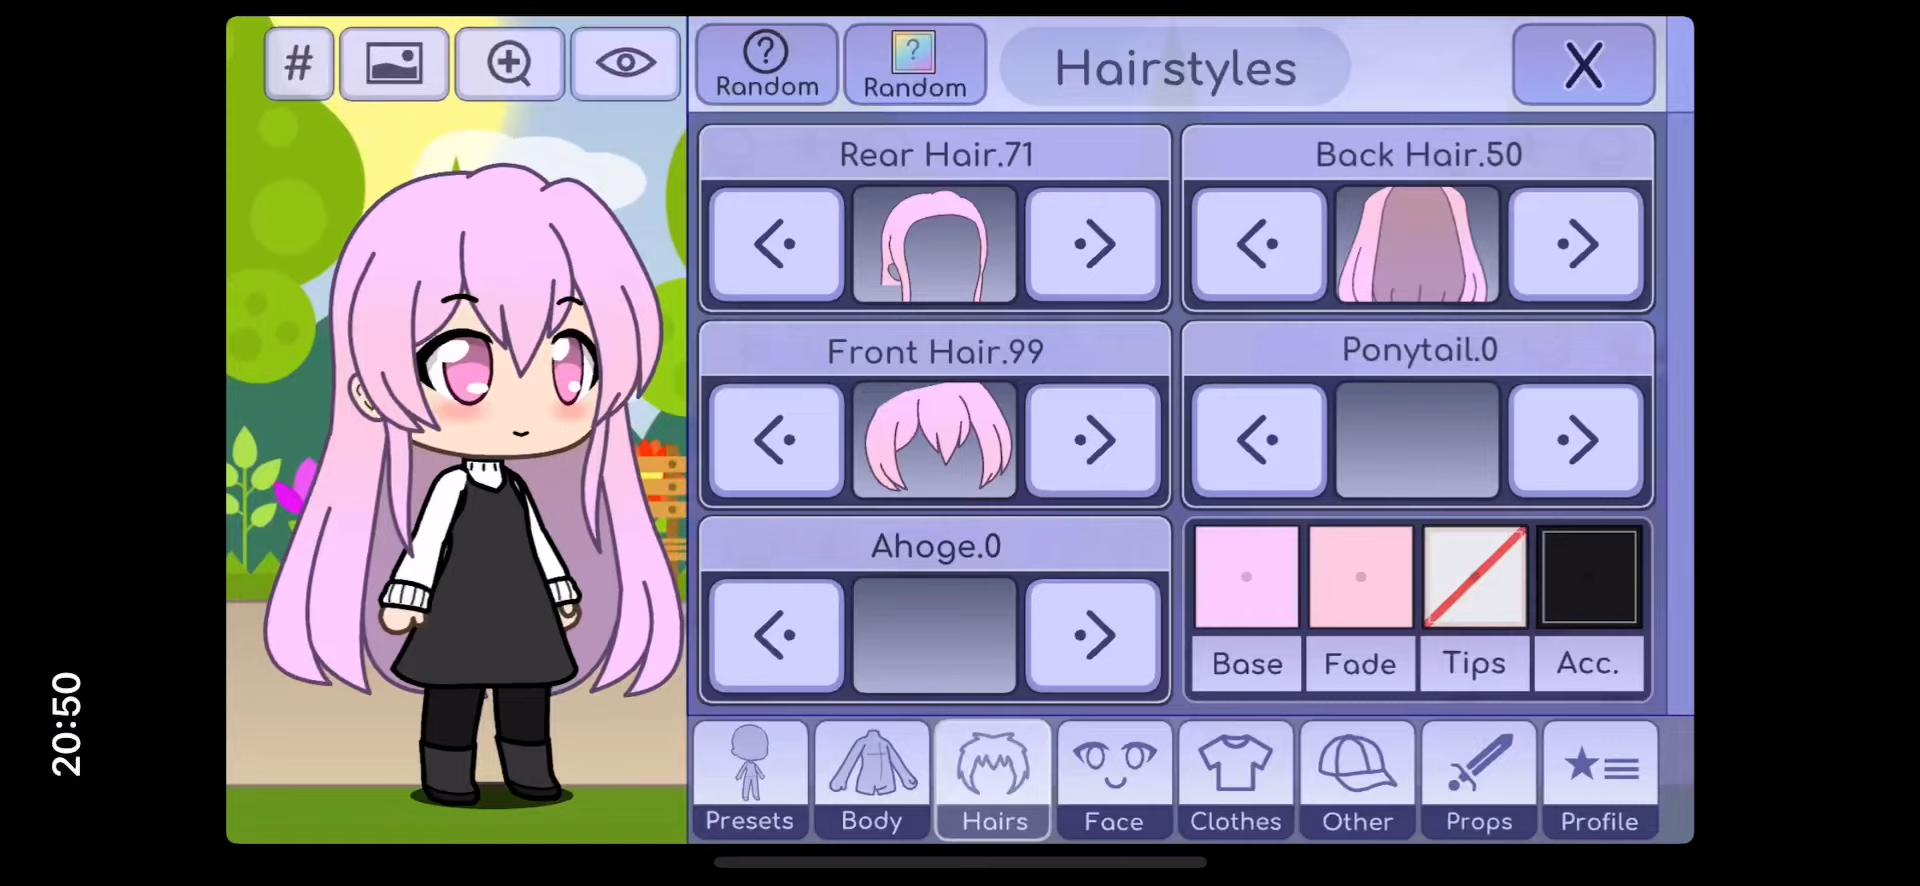 #
? Random
? Random
Hairstyles
X
Rear Hair.71
Back Hair.50
Front Hair.99
Ponytail.0
Ahoge.0
Base
Fade
Tips
Acc.
Presets
Body
Hairs
Face
Clothes
Other
Props
Profile
20:50